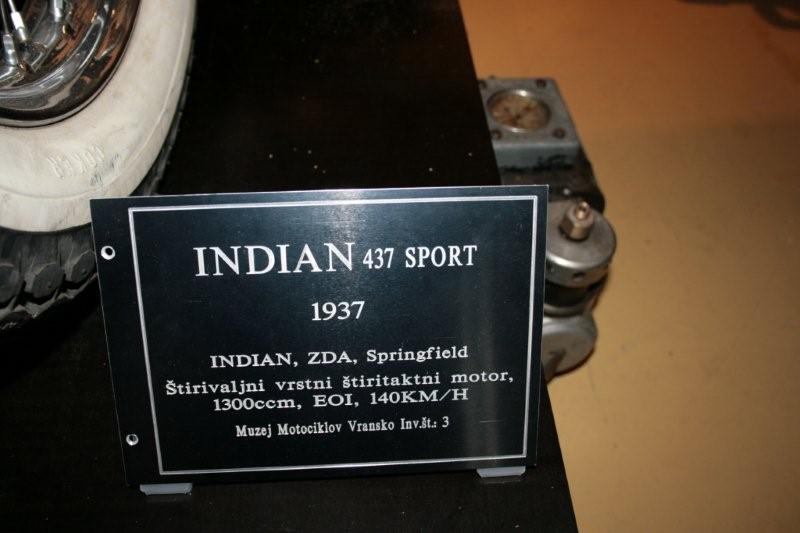 INDIAN 437 SPORT
1937
INDIAN, ZDA, Springfield
Štirivaljni vrstni štiritaktni motor,
1300ccm, EOI, 140KM/H
Muzej Motociklov Vransko Inv.št.: 3